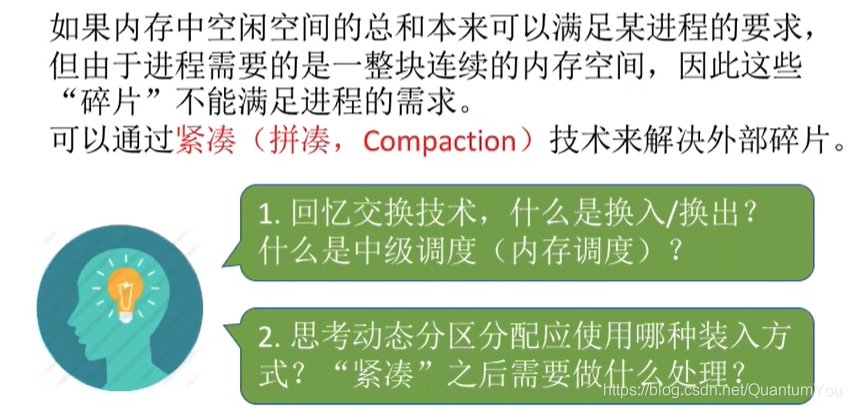 如果内存中空闲空间的总和本来可以满足某进程的要求，
但由于进程需要的是一整块连续的内存空间，因此这些
“碎片”不能满足进程的需求。
可以通过紧凑（拼凑，Compaction）技术来解决外部碎片。
1. 回忆交换技术，什么是换入/换出？
什么是中级调度（内存调度）？
2. 思考动态分区分配应使用哪种装入方
式？“紧凑”之后需要做什么处理？
https://blog.csdn.net/QuantumYou